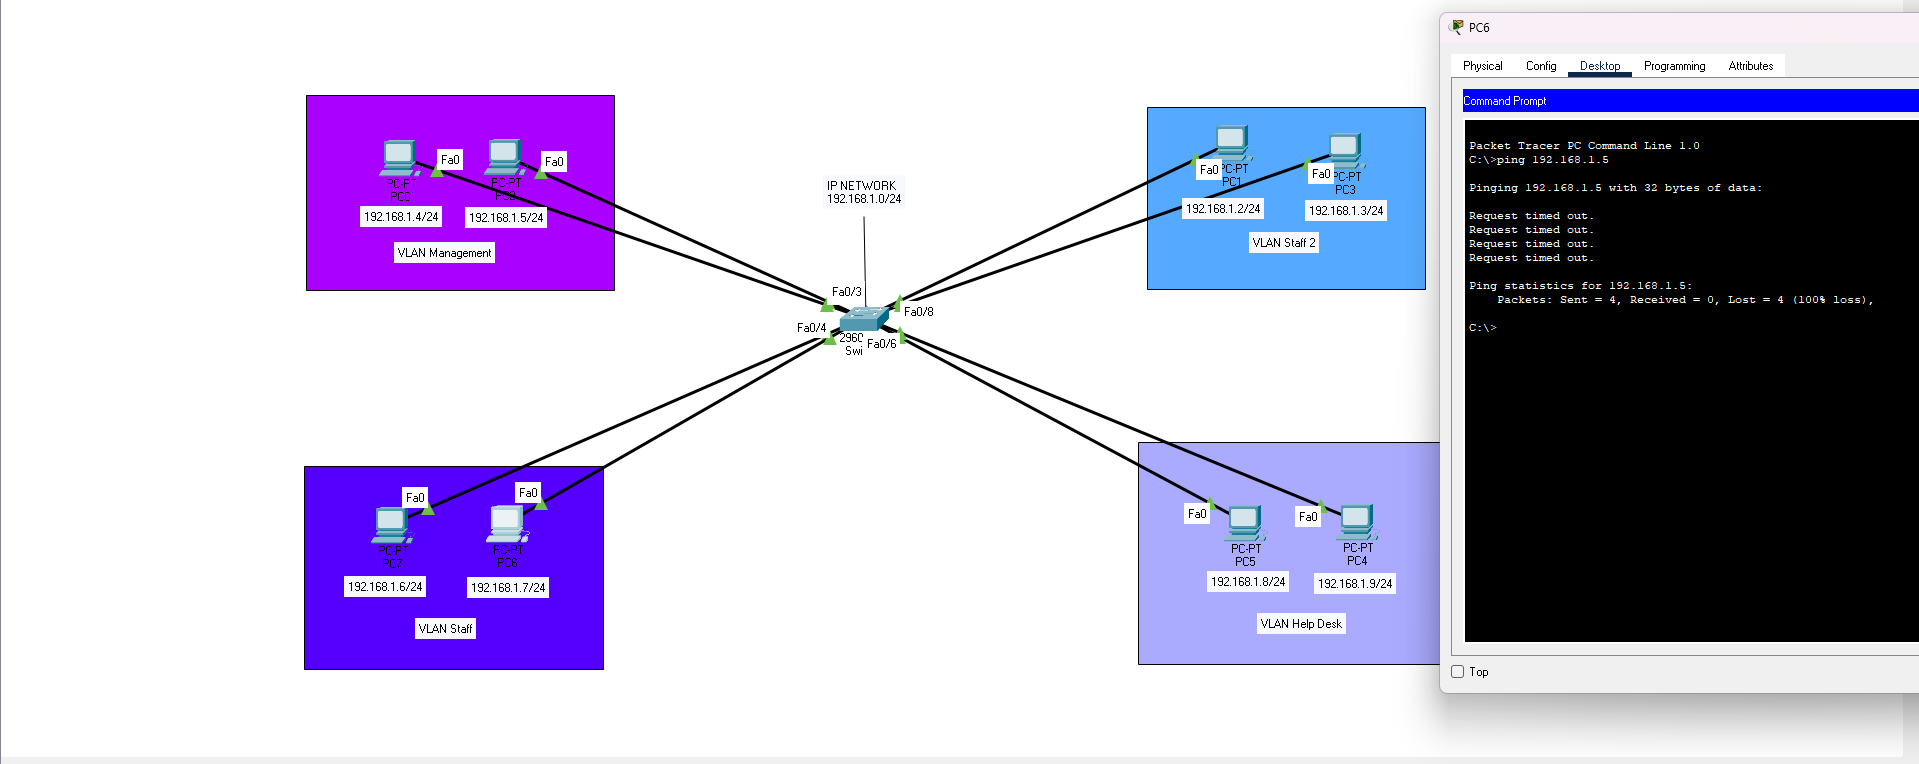 Fa0
Fa0
PC-PT
PC0
PC-PT
PC2
192.168.1.4/24
192.168.1.5/24
VLAN Management
IP NETWORK
192.168.1.0/24
Fa0
PC-PT
PC1
Fa0
PC-PT
PC3
192.168.1.2/24
192.168.1.3/24
VLAN Staff 2
Fa0/3
Fa0/8
Fa0/4
2960
Swi
Fa0/6
Fa0
Fa0
PC-PT
PC7
PC-PT
PC6
192.168.1.6/24
192.168.1.7/24
VLAN Staff
Fa0
Fa0
PC-PT
PC5
PC-PT
PC4
192.168.1.8/24
192.168.1.9/24
VLAN Help Desk
PC6
Physical Config Desktop Programming Attributes
Command Prompt
Packet Tracer PC Command Line 1.0
C:\>ping 192.168.1.5
Pinging 192.168.1.5 with 32 bytes of data:
Request timed out.
Request timed out.
Request timed out.
Request timed out.
Ping statistics for 192.168.1.5:
Packets: Sent = 4, Received = 0, Lost = 4 (100% loss),
C:\>
Top